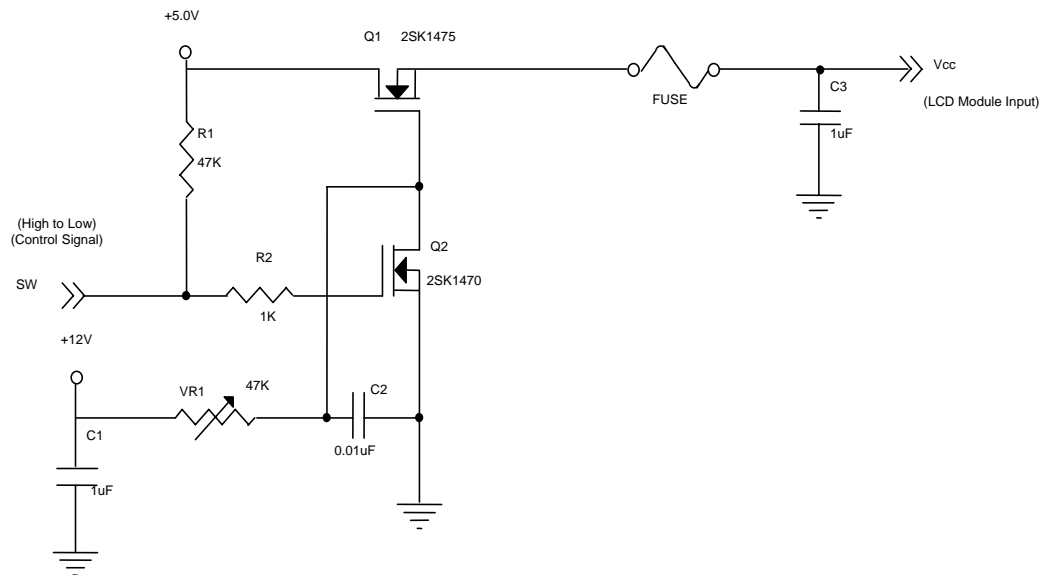 +5.0V
Q1 2SK1475
Vcc
FUSE
C3
(LCD Module Input)
R1
47K
1uF
(High to Low)
(Control Signal)
Q2
R2
2SK1470
SW
1K
+12V
VR1
47K
C2
C1
0.01uF
1uF